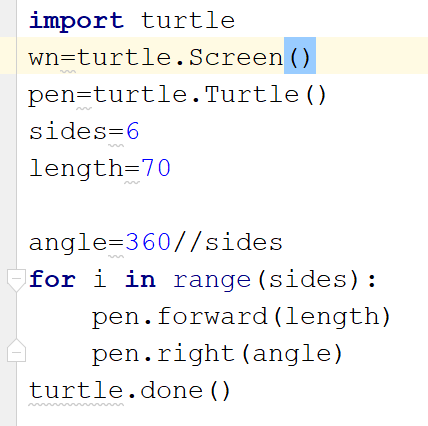 import turtle
wn=turtle.Screen()
pen=turtle.Turtle()
sides=6
length=70

angle=360//sides
for i in range(sides):
    pen.forward(length)
    pen.right(angle)
turtle.done()